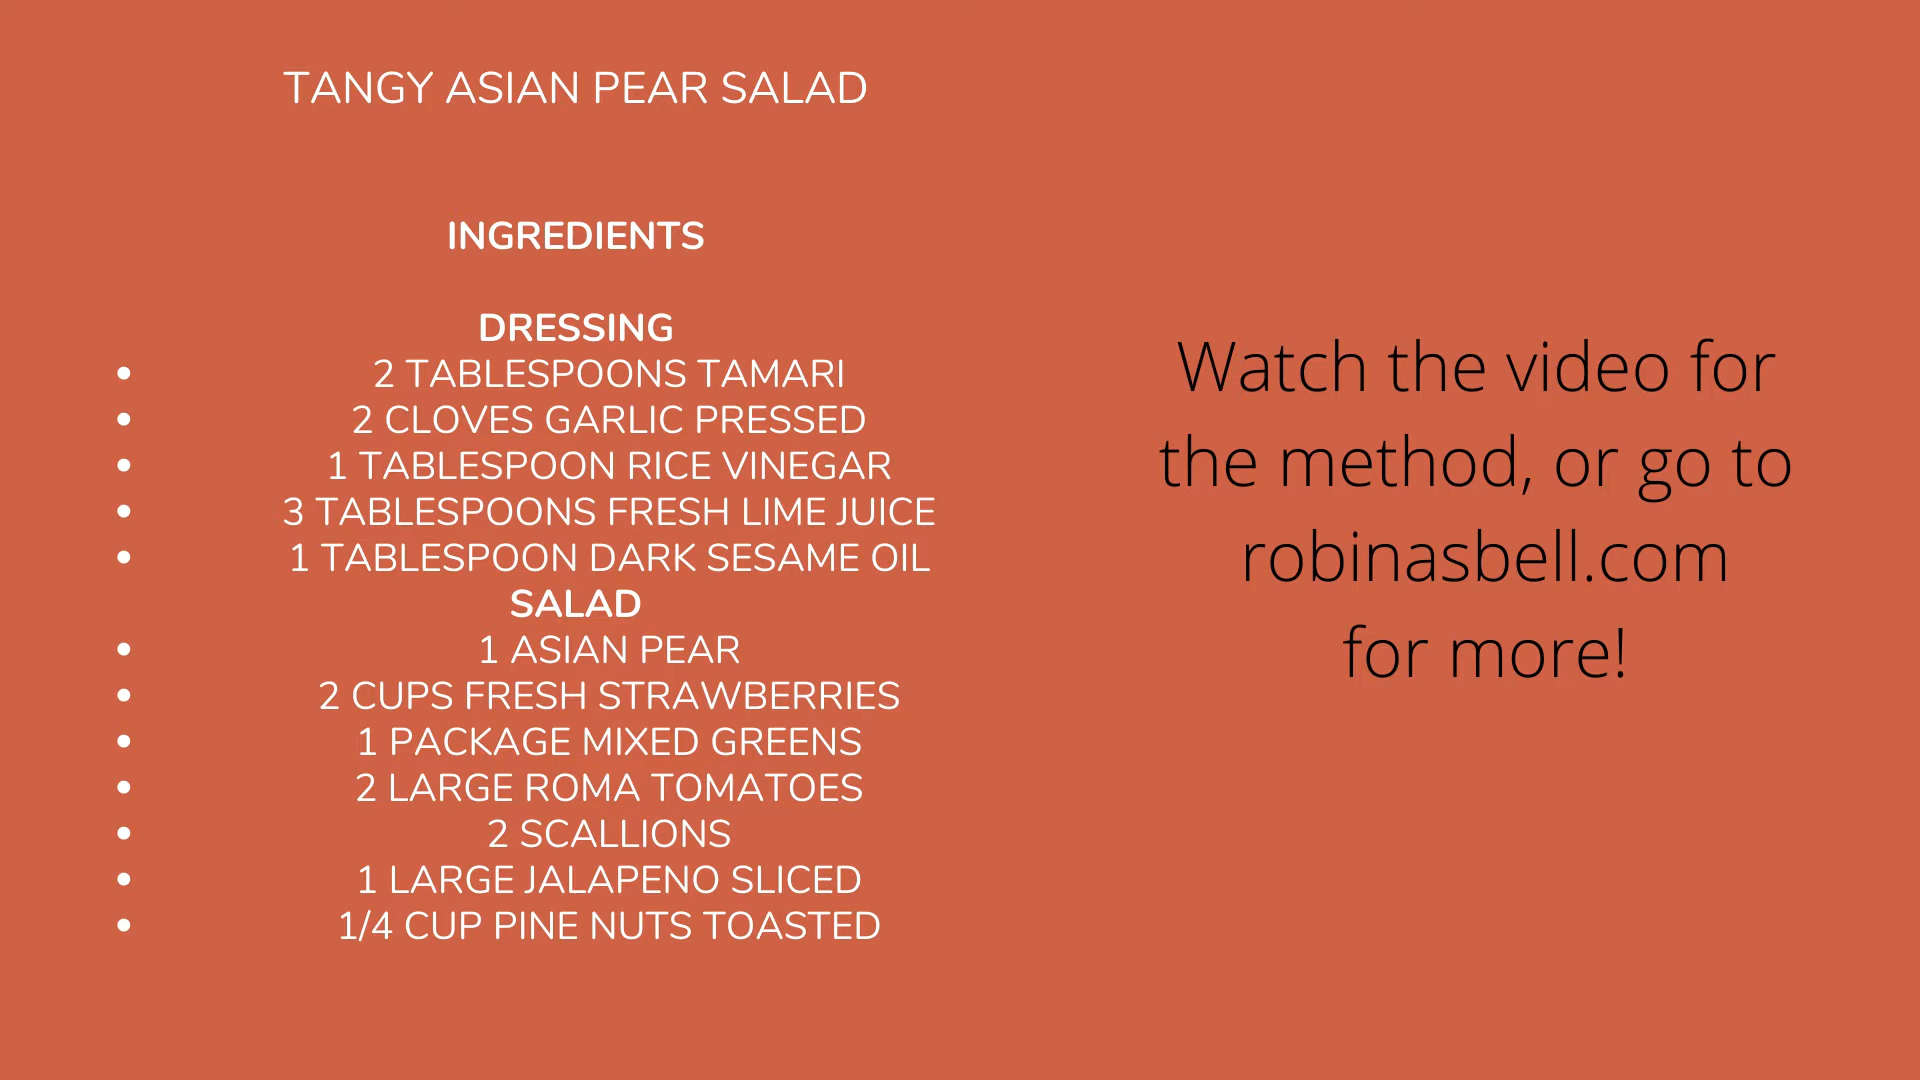 TANGY ASIAN PEAR SALAD
INGREDIENTS
DRESSING
• 2 TABLESPOONS TAMARI
• 2 CLOVES GARLIC PRESSED
• 1 TABLESPOON RICE VINEGAR
• 3 TABLESPOONS FRESH LIME JUICE
• 1 TABLESPOON DARK SESAME OIL
SALAD
• 1 ASIAN PEAR
• 2 CUPS FRESH STRAWBERRIES
• 1 PACKAGE MIXED GREENS
• 2 LARGE ROMA TOMATOES
• 2 SCALLIONS
• 1 LARGE JALAPENO SLICED
• 1/4 CUP PINE NUTS TOASTED
Watch the video for
the method, or go to
robinasbell.com
for more!